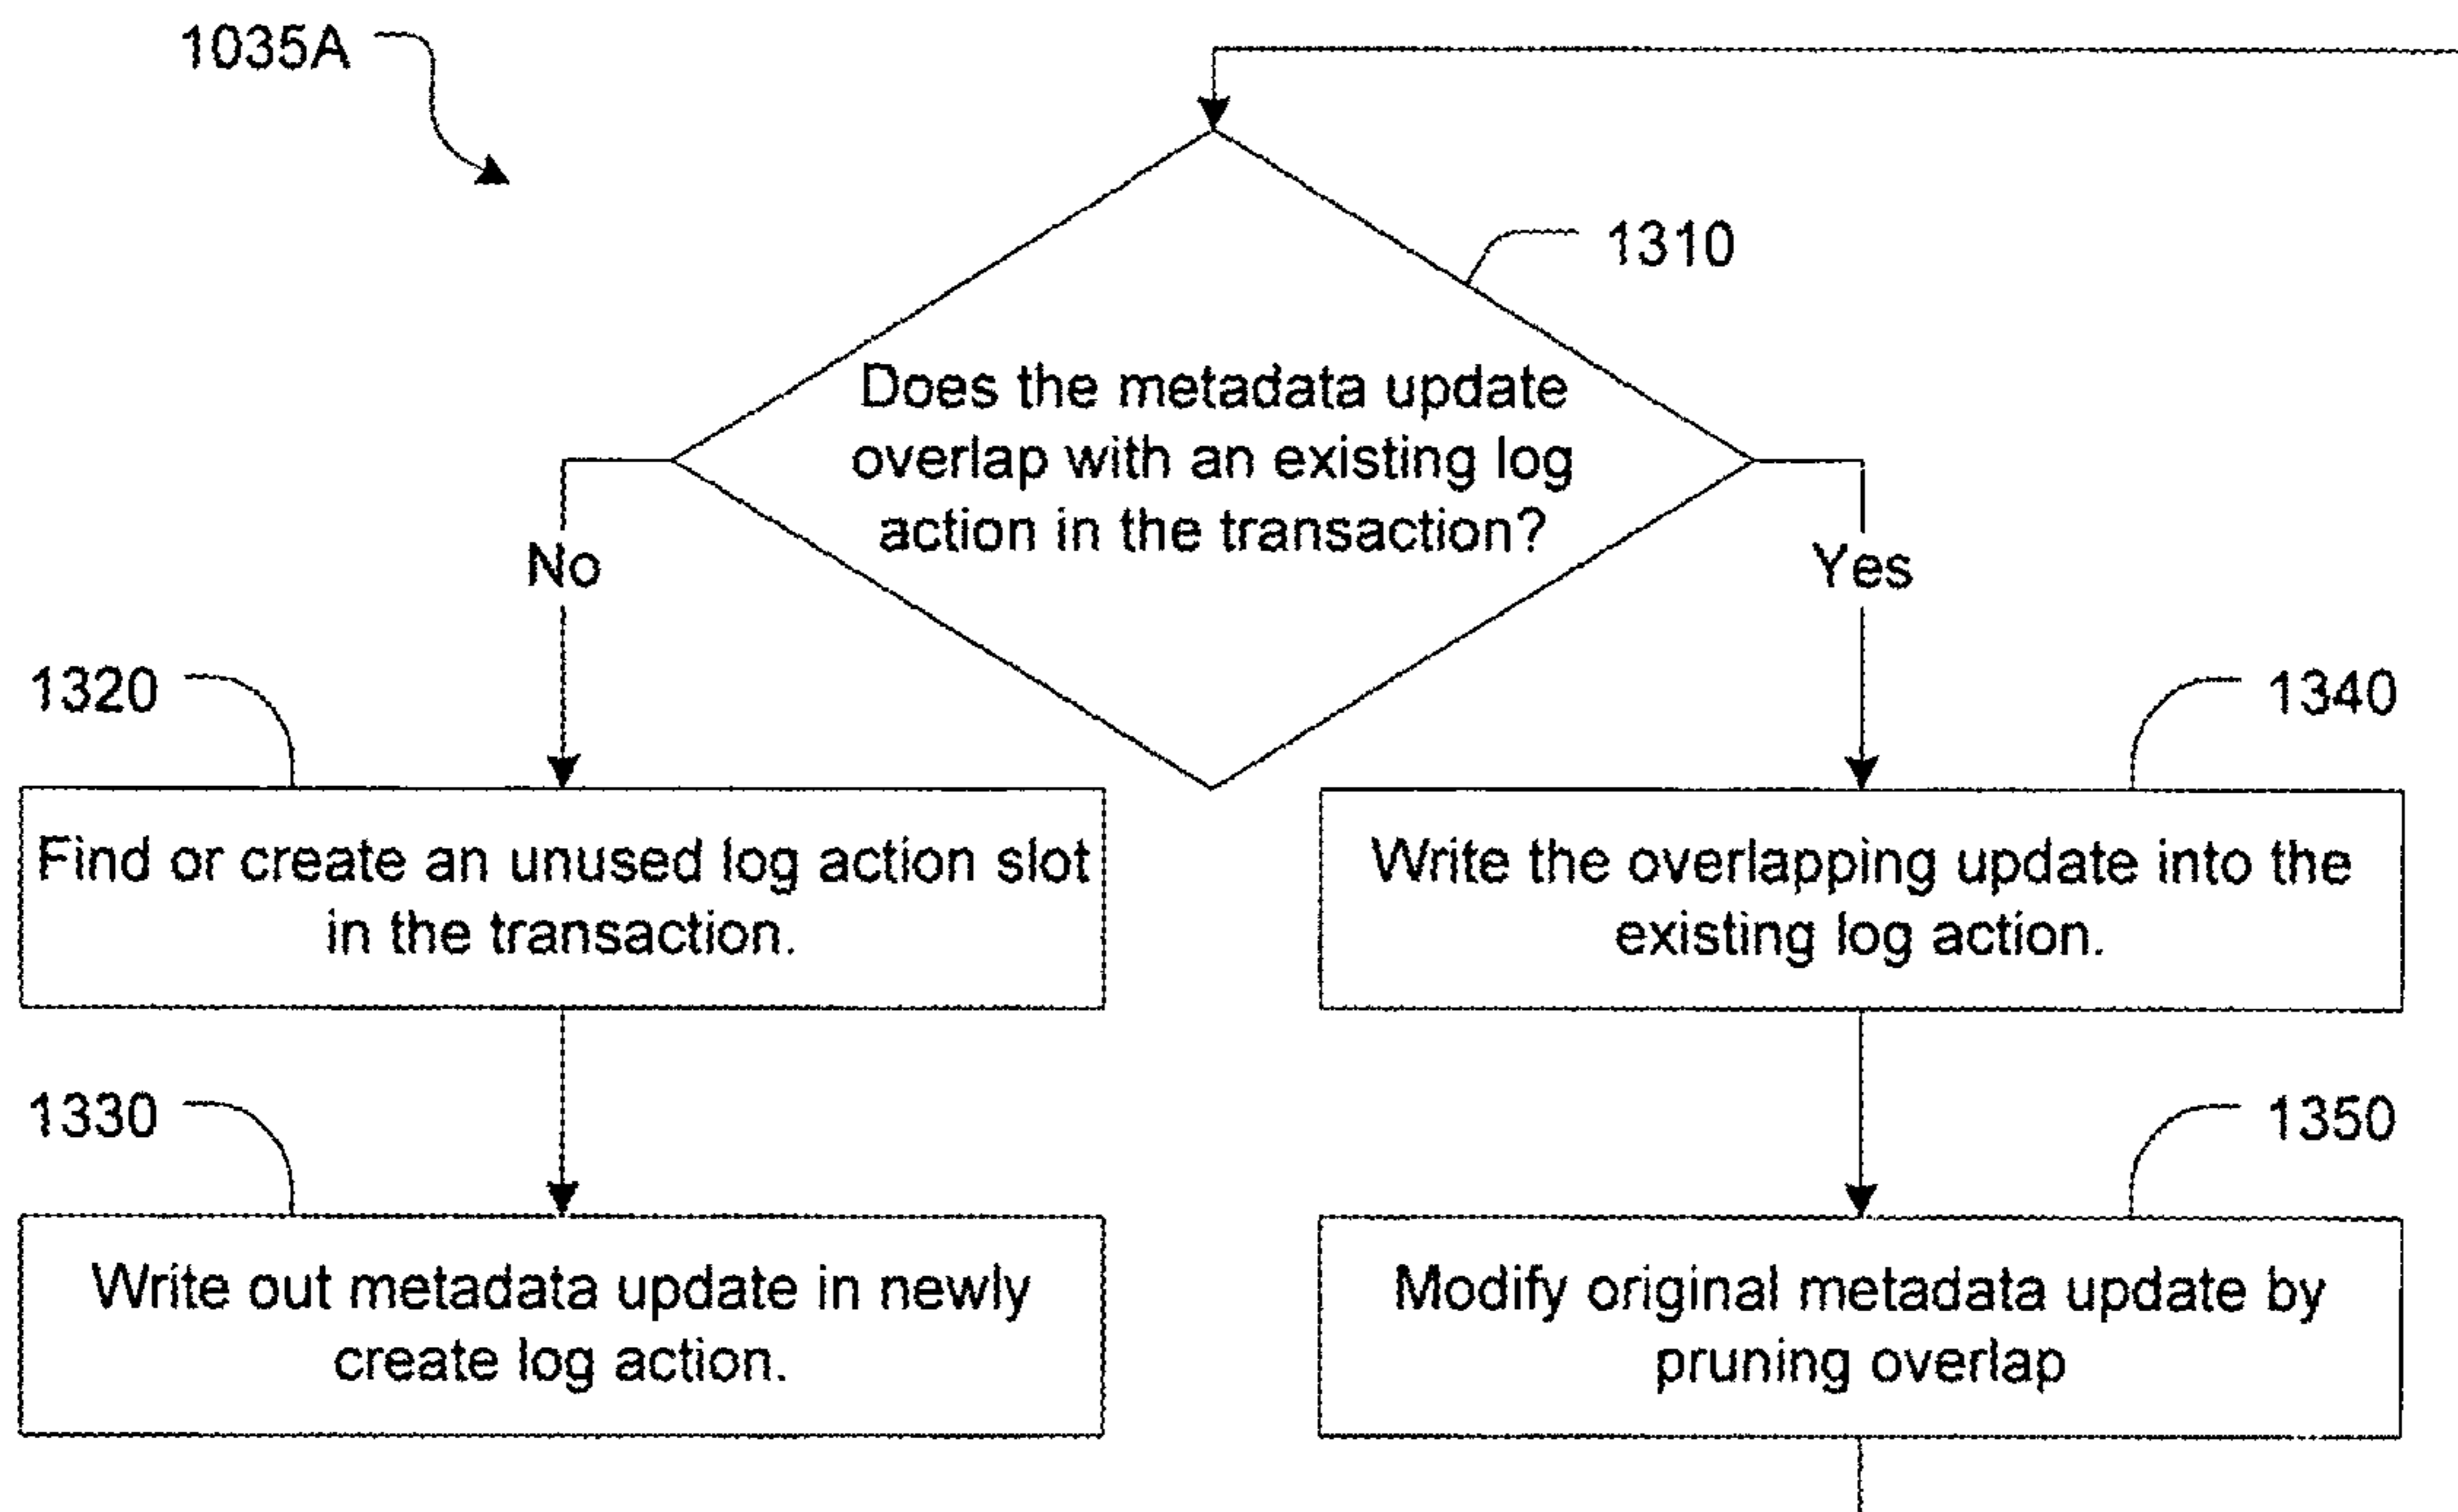 1035A
1310
Does the metadata update
overlap with an existing log
action in the transaction?
No
Yes
1320
1340
Find or create an unused log action slot
in the transaction.
Write the overlapping update into the
existing log action.
1330
1350
Write out metadata update in newly
create log action.
Modify original metadata update by
pruning overlap